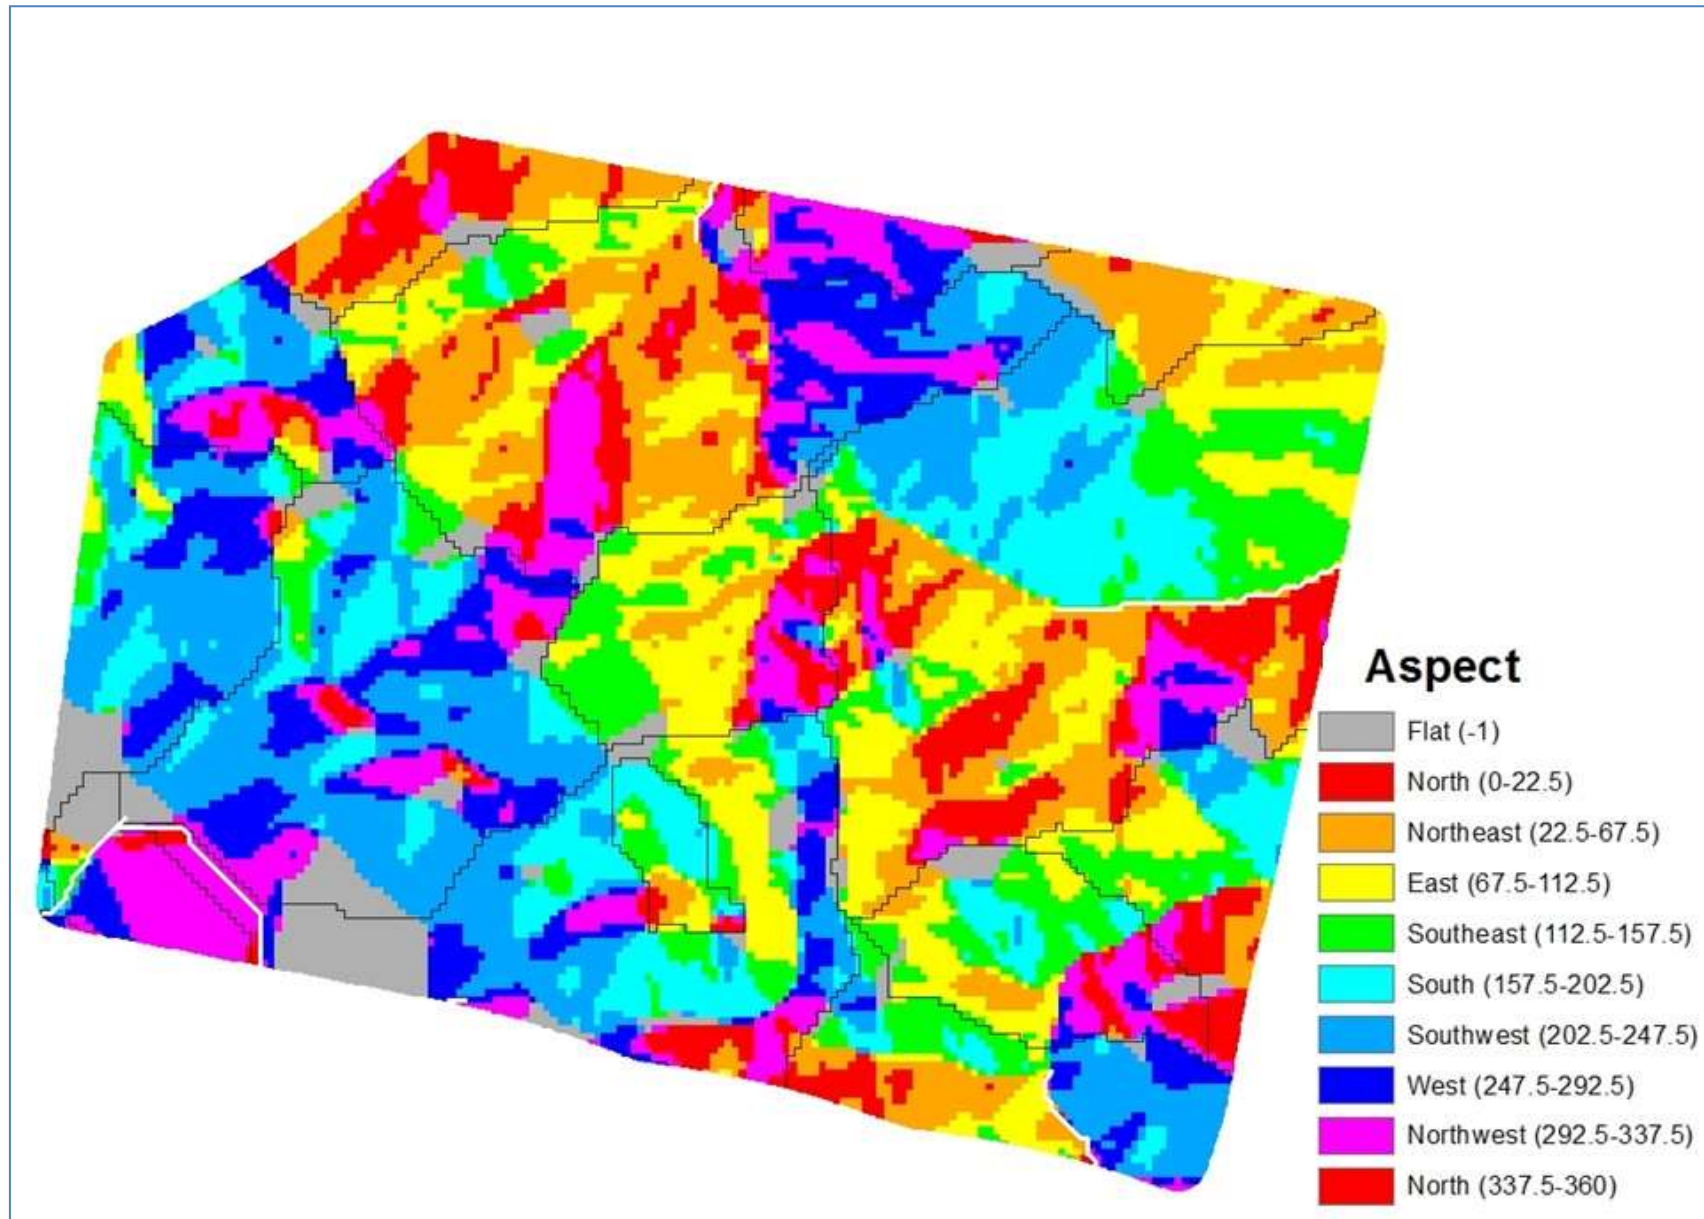 Aspect
Flat (-1)
North (0-22.5)
Northeast (22.5-67.5)
East (67.5-112.5)
Southeast (112.5-157.5)
South (157.5-202.5)
Southwest (202.5-247.5)
West (247.5-292.5)
Northwest (292.5-337.5)
North (337.5-360)